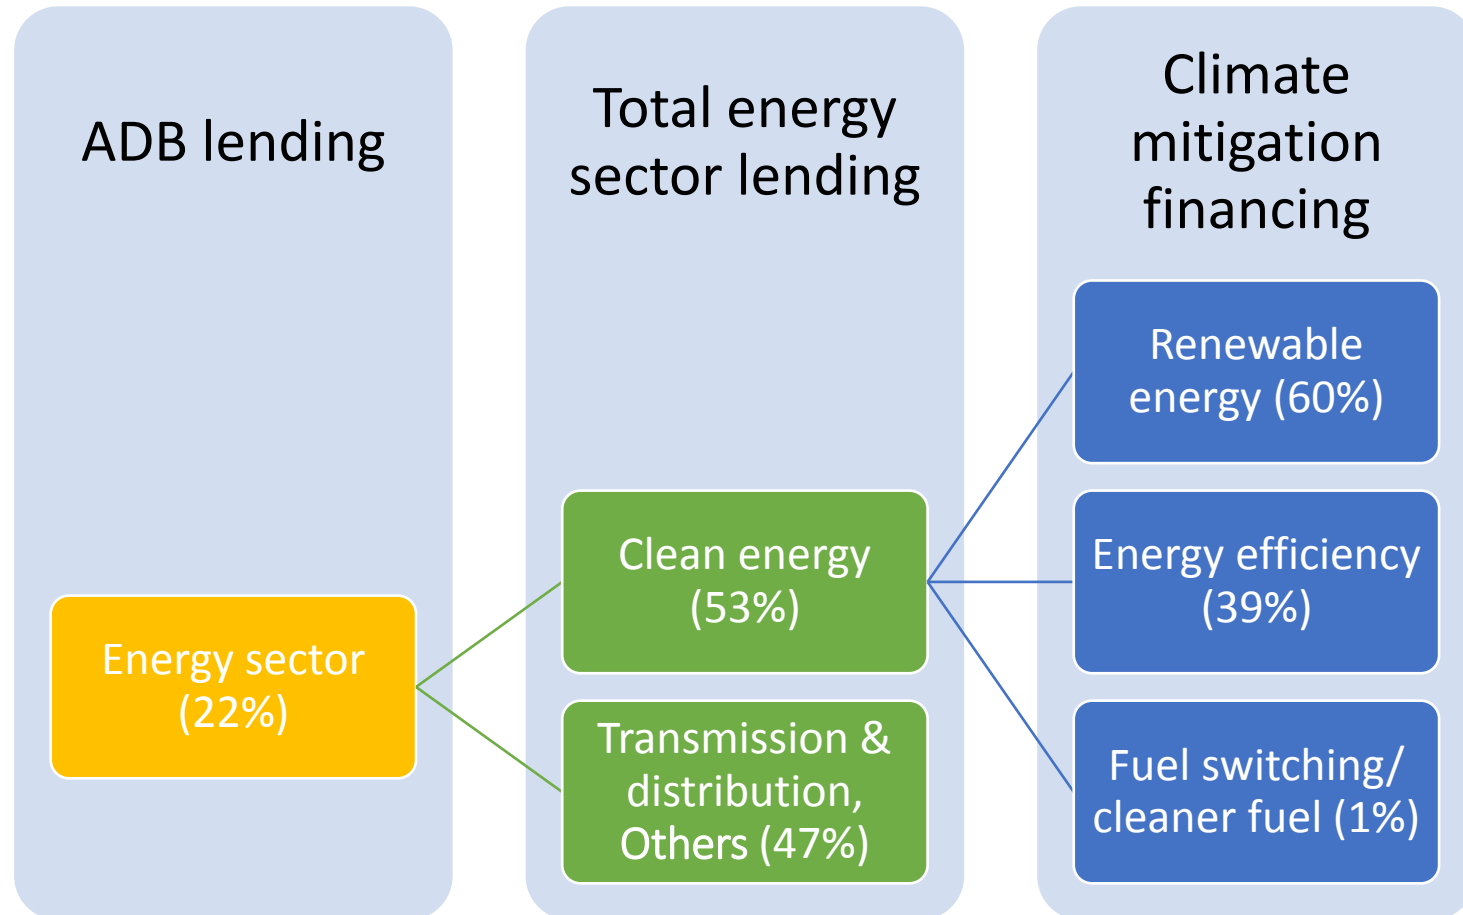 ADB lending
Energy sector
(22%)
Total energy
sector lending
Clean energy
(53%)
Transmission &
distribution,
Others (47%)
Climate
mitigation
financing
Renewable
energy (60%)
Energy efficiency
(39%)
Fuel switching/
cleaner fuel (1%)